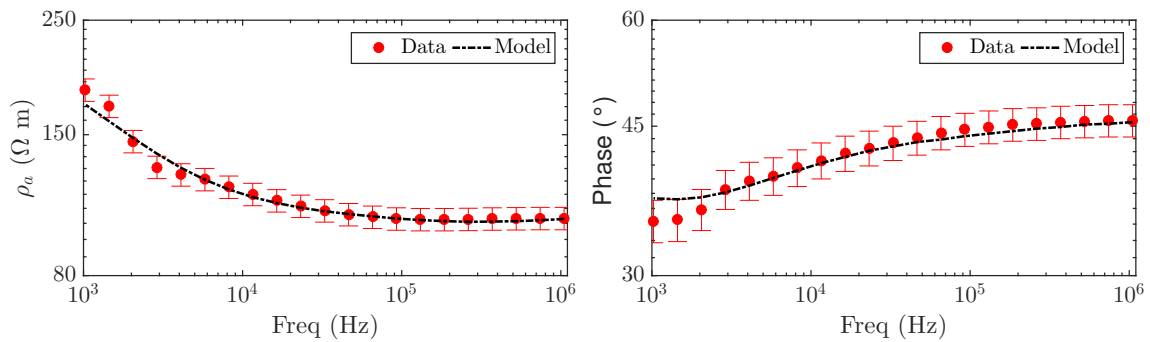 250
150
80
ρa (Ω m)
Data Model
10³ 10⁴ 10⁵ 10⁶
Freq (Hz)
60
45
30
Phase (°)
Data Model
10³ 10⁴ 10⁵ 10⁶
Freq (Hz)